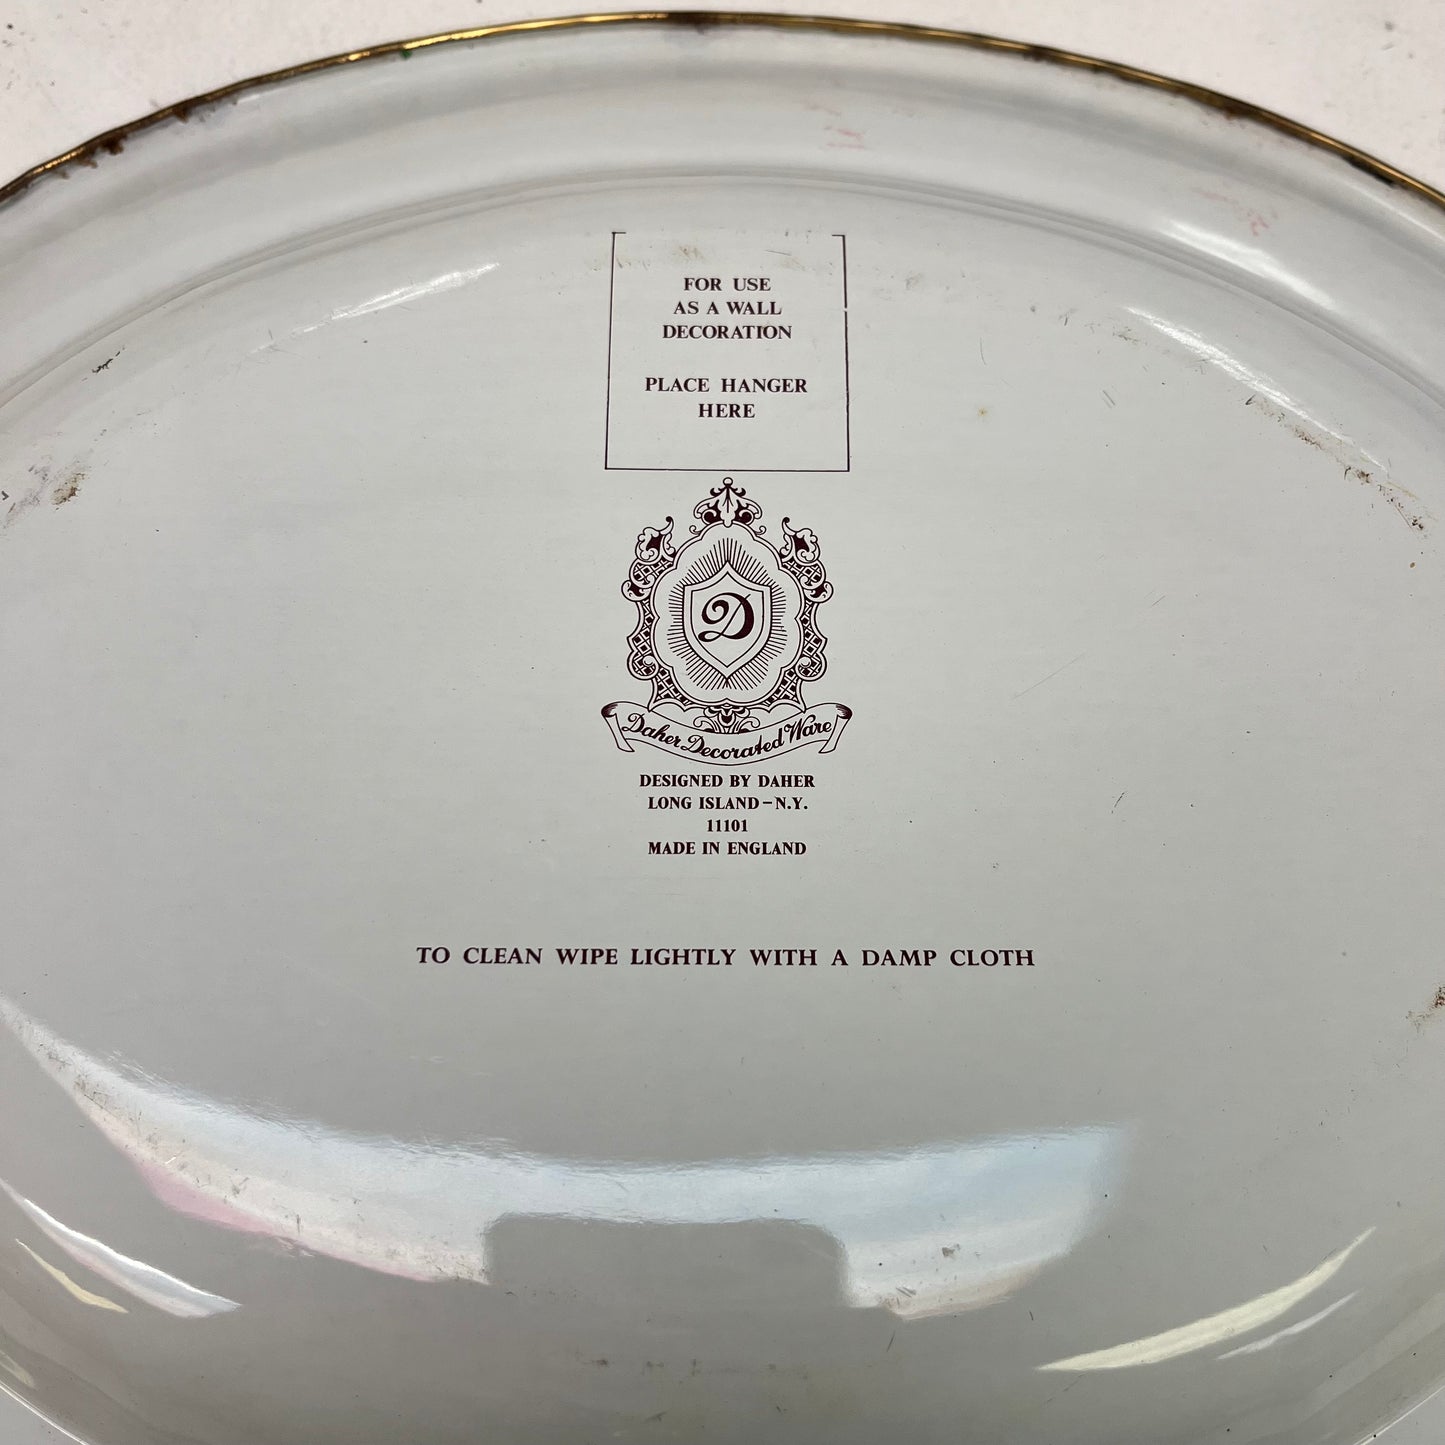 FOR USE
AS A WALL
DECORATION
PLACE HANGER
HERE
D
Daher Decorated Ware
DESIGNED BY DAHER
LONG ISLAND-N.Y.
11101
MADE IN ENGLAND
TO CLEAN WIPE LIGHTLY WITH A DAMP CLOTH